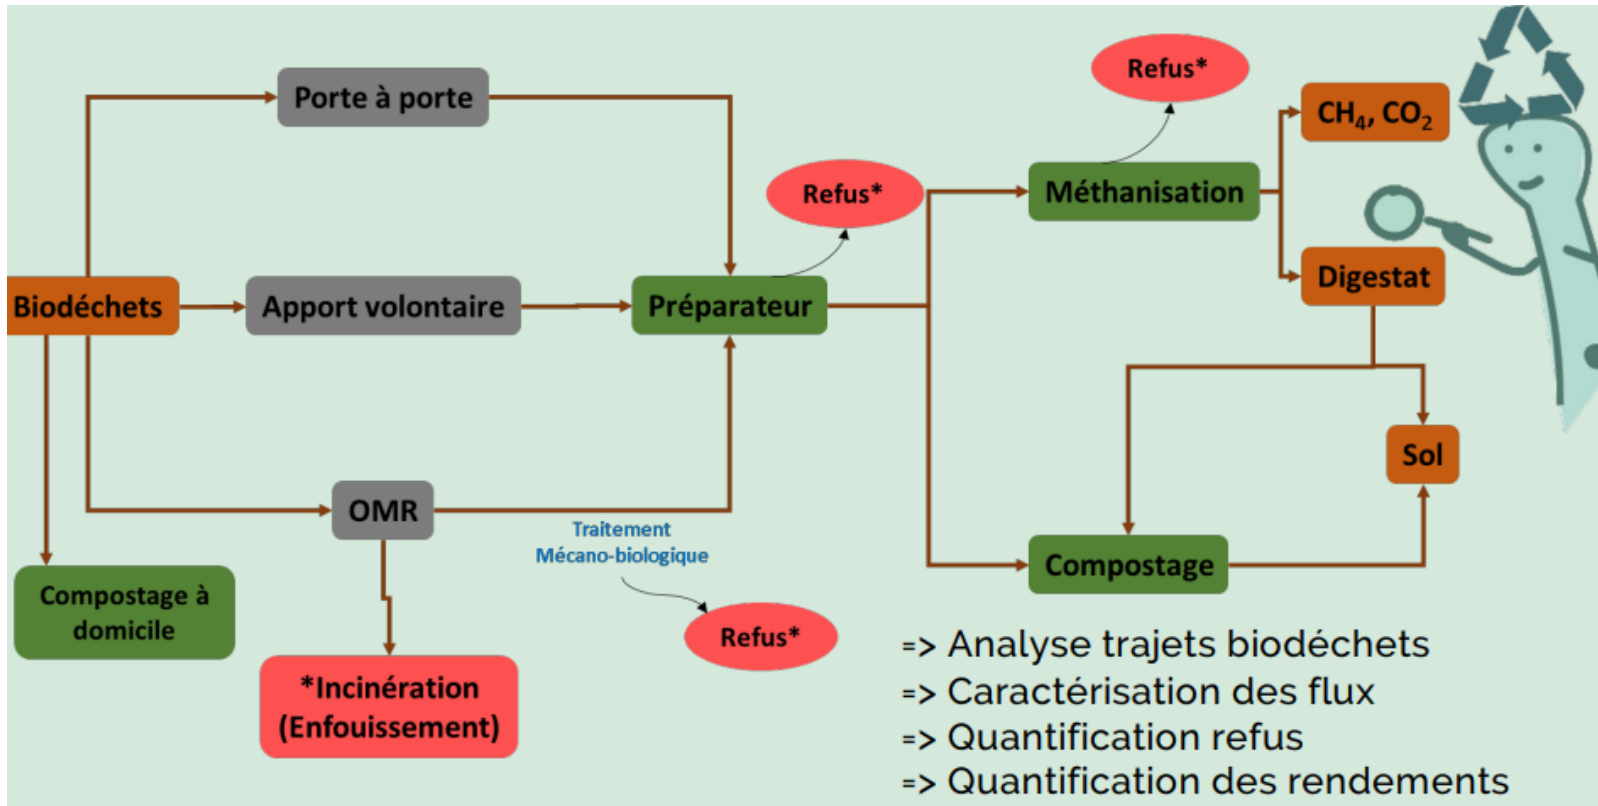 Porte à porte
Refus*
CH₄, CO₂
Refus*
Méthanisation
Biodéchets
Apport volontaire
Préparateur
Digestat
Sol
OMR
Traitement
Mécano-biologique
Compostage
Compostage à
domicile
Refus*
*Incinération
(Enfouissement)
=> Analyse trajets biodéchets
=> Caractérisation des flux
=> Quantification refus
=> Quantification des rendements